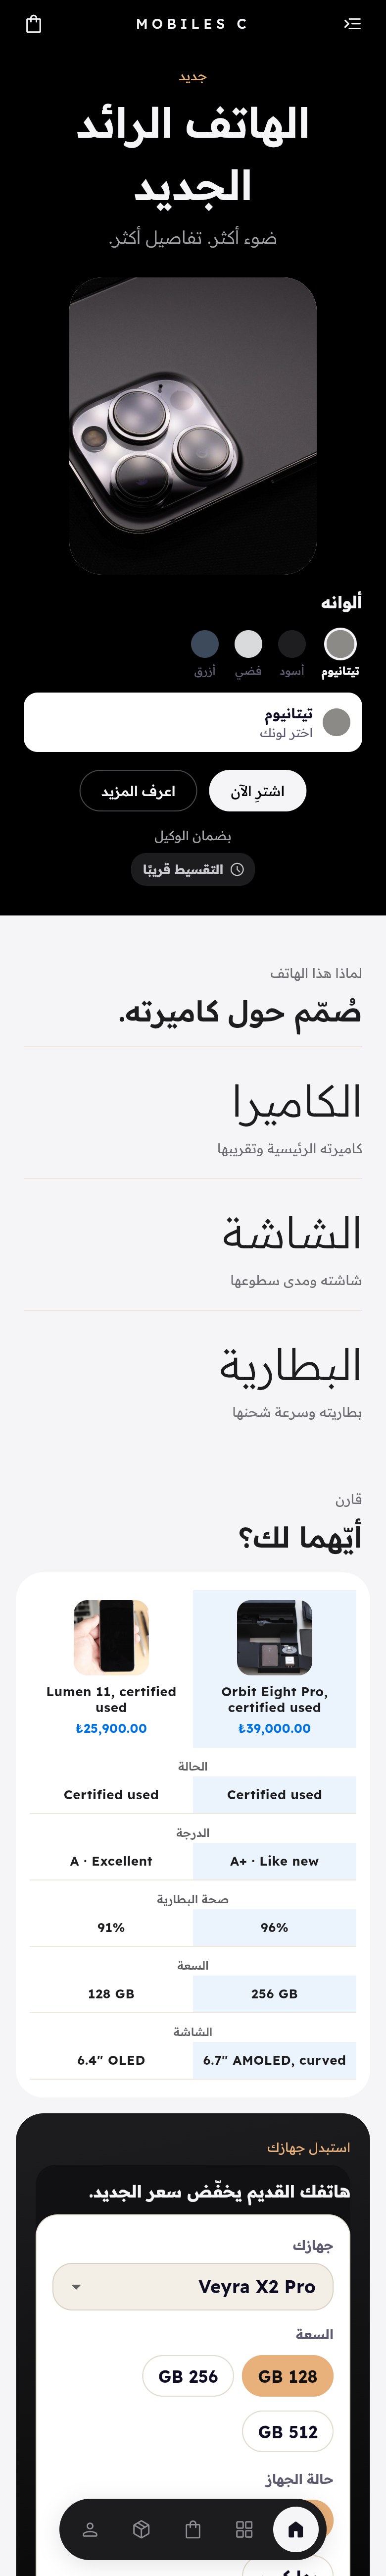 MOBILES C
جديد
الهاتف الرائد
الجديد
ضوء أكثر. تفاصيل أكثر.
ألوانه
تيتانيوم
أسود
فضي
أزرق
تيتانيوم
اختر لونك
اشترِ الآن
اعرف المزيد
بضمان الوكيل
التقسيط قريبًا
لماذا هذا الهاتف
صُمّم حول كاميرته.
الكاميرا
كاميرته الرئيسية وتقريبها
الشاشة
شاشته ومدى سطوعها
البطارية
بطاريته وسرعة شحنها
قارن
أيّهما لك؟
Orbit Eight Pro,
certified used
₺39,000.00
Lumen 11, certified
used
₺25,900.00
الحالة
Certified used
Certified used
الدرجة
A+ · Like new
A · Excellent
صحة البطارية
96%
91%
السعة
256 GB
128 GB
الشاشة
6.7" AMOLED, curved
6.4" OLED
استبدل جهازك
هاتفك القديم يخفّض سعر الجديد.
جهازك
Veyra X2 Pro
السعة
128 GB
256 GB
512 GB
حالة الجهاز